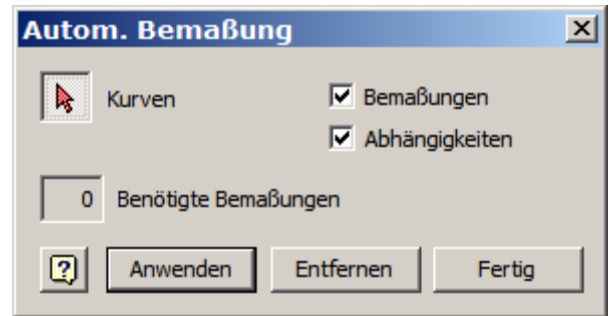 Autom. Bemaßung
Kurven
Bemaßungen
Abhängigkeiten
0 Benötigte Bemaßungen
? Anwenden Entfernen Fertig